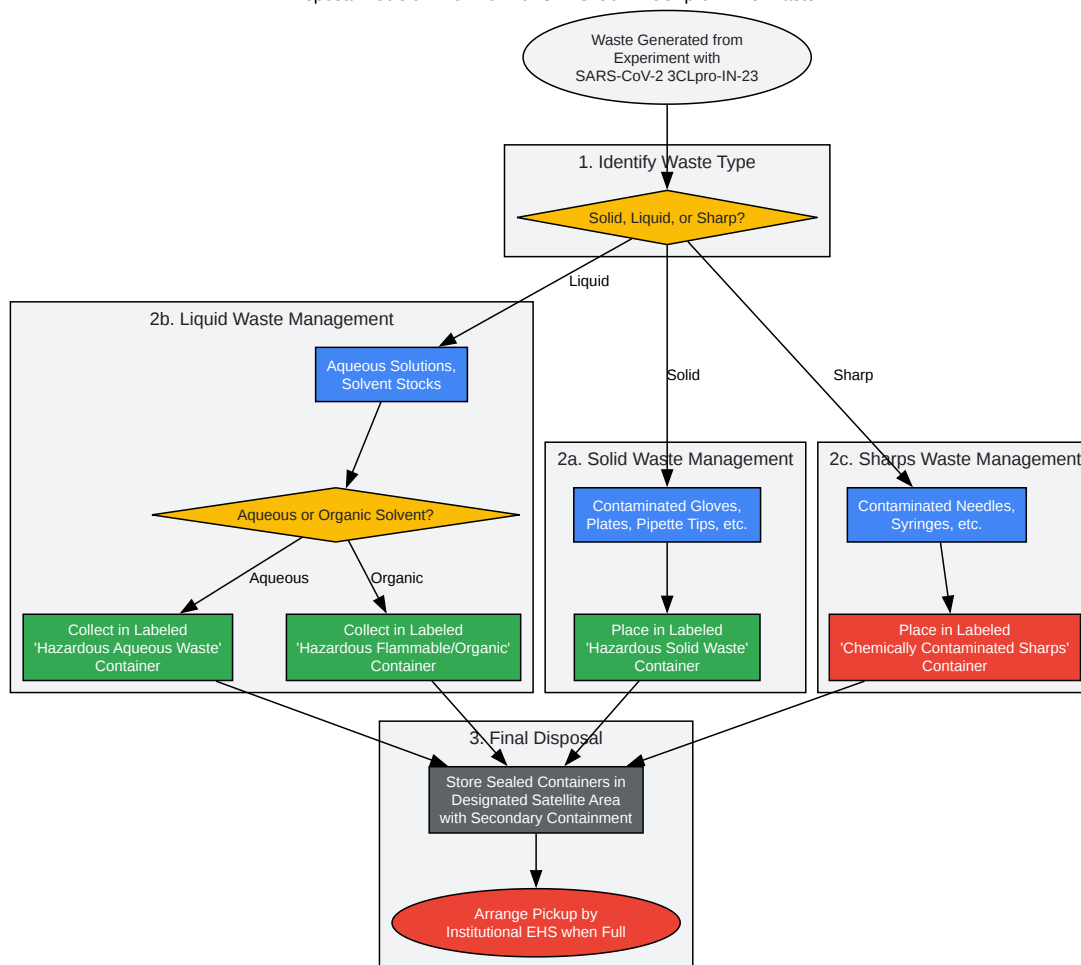 Waste Generated from
Experiment with
SARS-CoV-2 3CLpro-IN-23
1. Identify Waste Type
Solid, Liquid, or Sharp?
Liquid
Solid
Sharp
2b. Liquid Waste Management
Aqueous Solutions,
Solvent Stocks
Aqueous or Organic Solvent?
Aqueous
Organic
Collect in Labeled
'Hazardous Aqueous Waste'
Container
Collect in Labeled
'Hazardous Flammable/Organic'
Container
2a. Solid Waste Management
Contaminated Gloves,
Plates, Pipette Tips, etc.
Place in Labeled
'Hazardous Solid Waste'
Container
2c. Sharps Waste Management
Contaminated Needles,
Syringes, etc.
Place in Labeled
'Chemically Contaminated Sharps'
Container
3. Final Disposal
Store Sealed Containers in
Designated Satellite Area
with Secondary Containment
Arrange Pickup by
Institutional EHS when Full